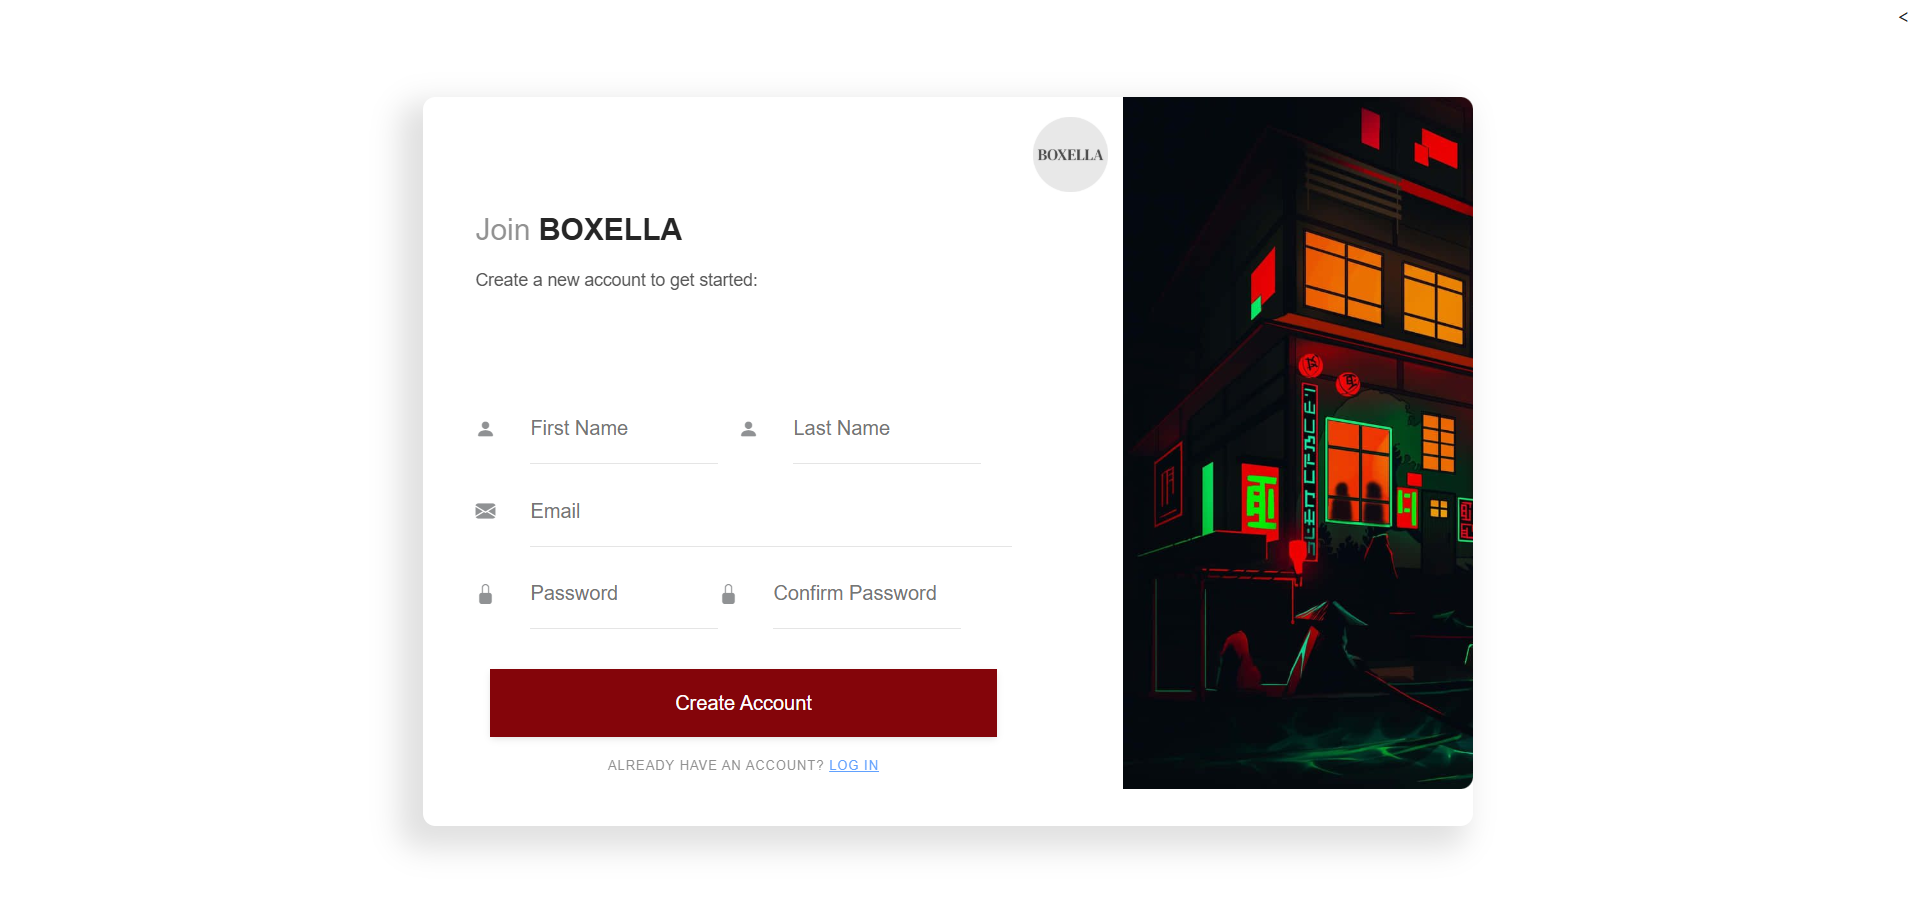 <
BOXELLA
Join BOXELLA
Create a new account to get started:
First Name
Last Name
Email
Password
Confirm Password
Create Account
ALREADY HAVE AN ACCOUNT? LOG IN